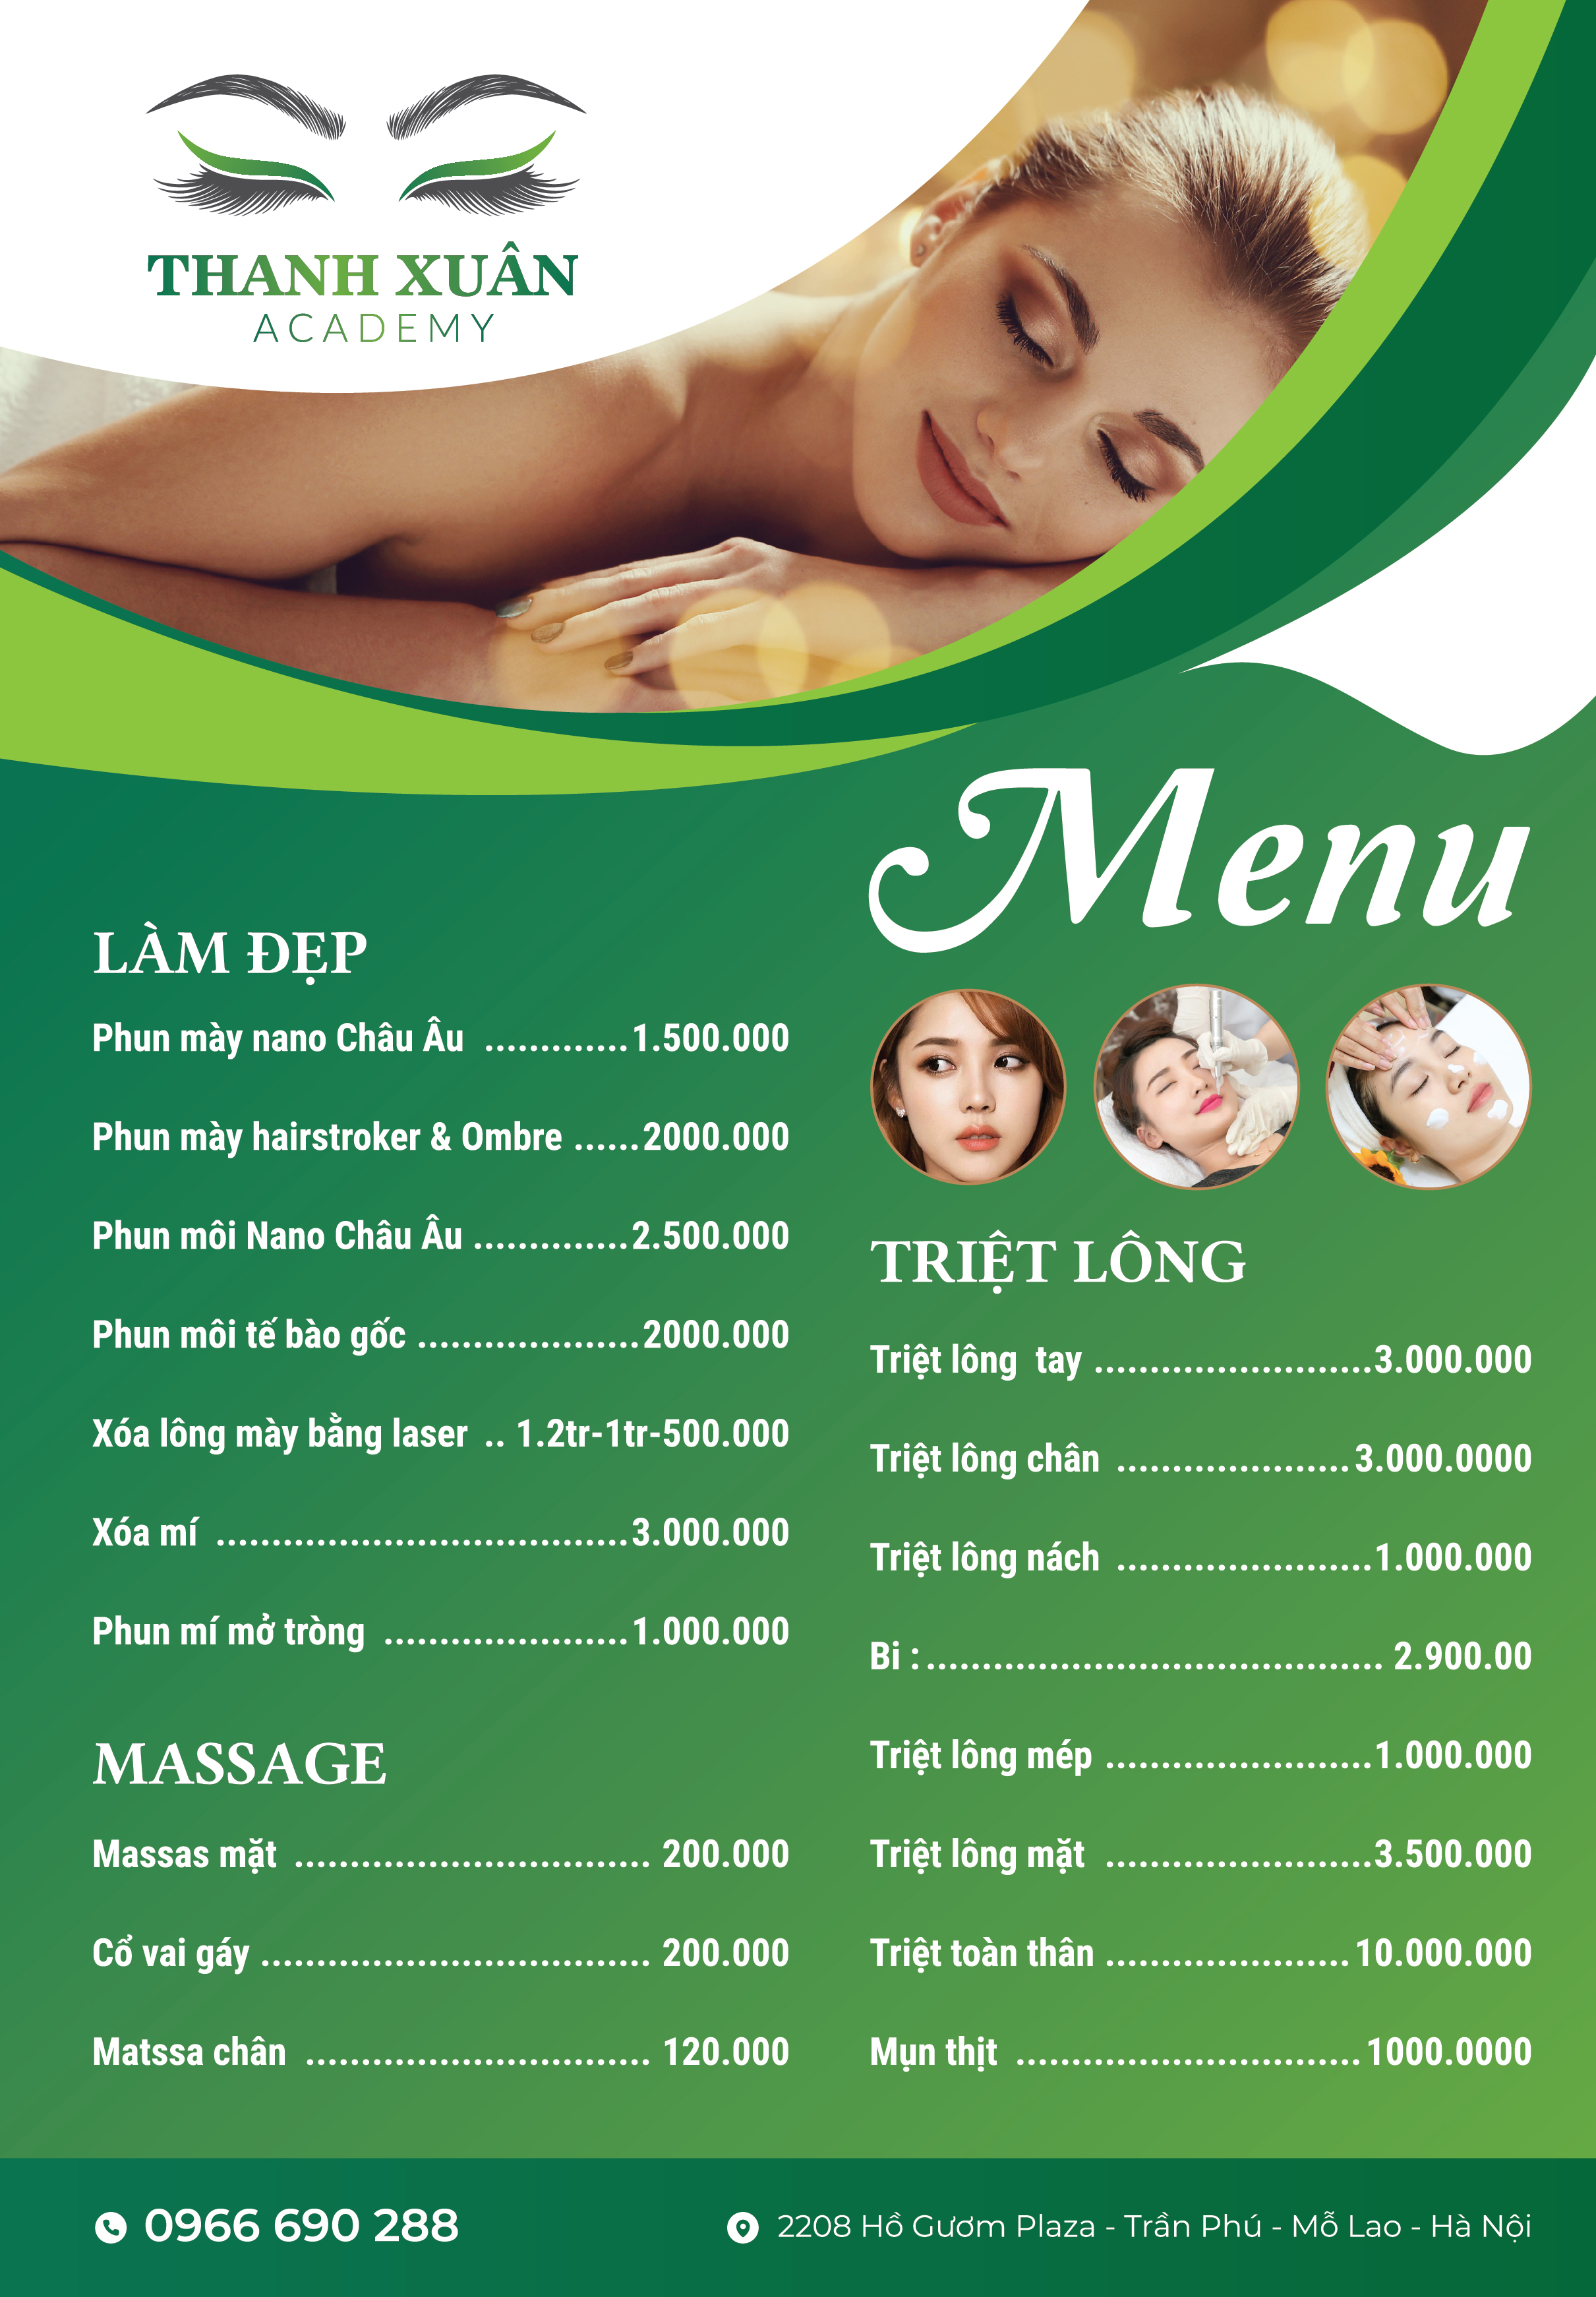 THANH XUÂN
ACADEMY
Menu
LÀM ĐẸP
Phun mày nano Châu Âu .............1.500.000
Phun mày hairstroker & Ombre ......2000.000
Phun môi Nano Châu Âu ..............2.500.000
Phun môi tế bào gốc ....................2000.000
Xóa lông mày bằng laser .. 1.2tr-1tr-500.000
Xóa mí .....................................3.000.000
Phun mí mở tròng ......................1.000.000
MASSAGE
Massas mặt ................................ 200.000
Cổ vai gáy ................................... 200.000
Matssa chân ............................... 120.000
TRIỆT LÔNG
Triệt lông tay .........................3.000.000
Triệt lông chân .....................3.000.0000
Triệt lông nách .......................1.000.000
Bi :......................................... 2.900.00
Triệt lông mép ........................1.000.000
Triệt lông mặt ........................3.500.000
Triệt toàn thân ......................10.000.000
Mụn thịt ...............................1000.0000
0966 690 288
2208 Hồ Gươm Plaza - Trần Phú - Mỗ Lao - Hà Nội